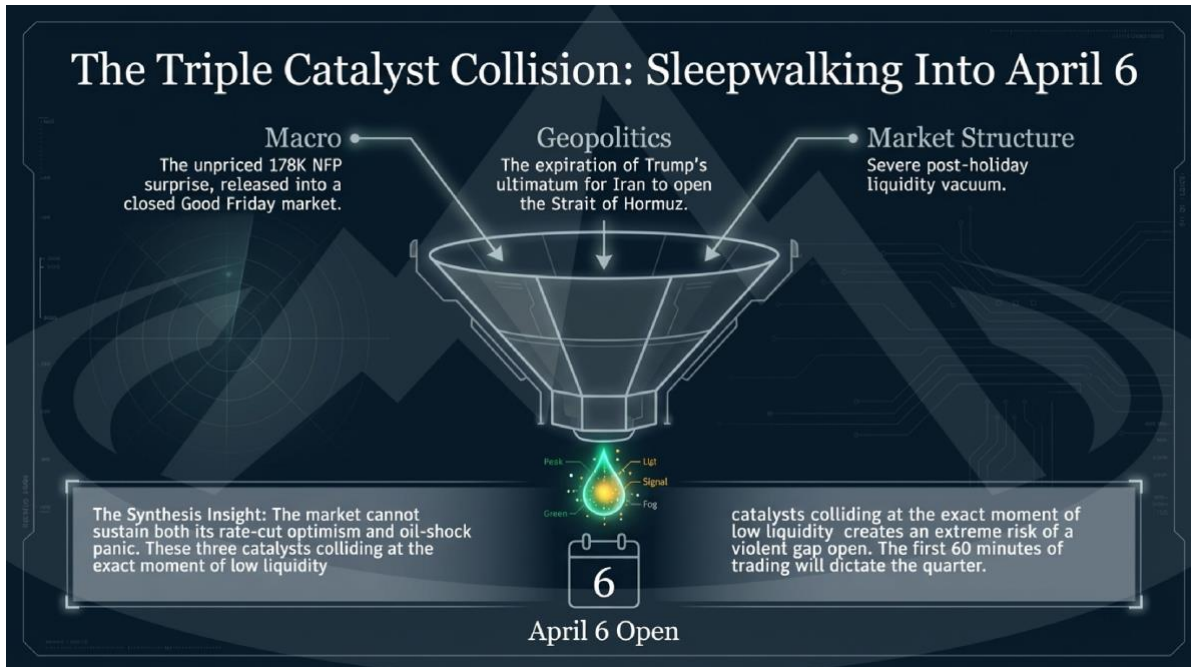 The Triple Catalyst Collision: Sleepwalking Into April 6
Macro
The unpriced 178K NFP
surprise, released into a
closed Good Friday market.
Geopolitics
The expiration of Trump's
ultimatum for Iran to open
the Strait of Hormuz.
Market Structure
Severe post-holiday
liquidity vacuum.
Peak
Green
Ligt
Signal
Fog
The Synthesis Insight: The market cannot
sustain both its rate-cut optimism and oil-shock
panic. These three catalysts colliding at the
exact moment of low liquidity
catalysts colliding at the exact moment of
low liquidity creates an extreme risk of a
violent gap open. The first 60 minutes of
trading will dictate the quarter.
6
April 6 Open